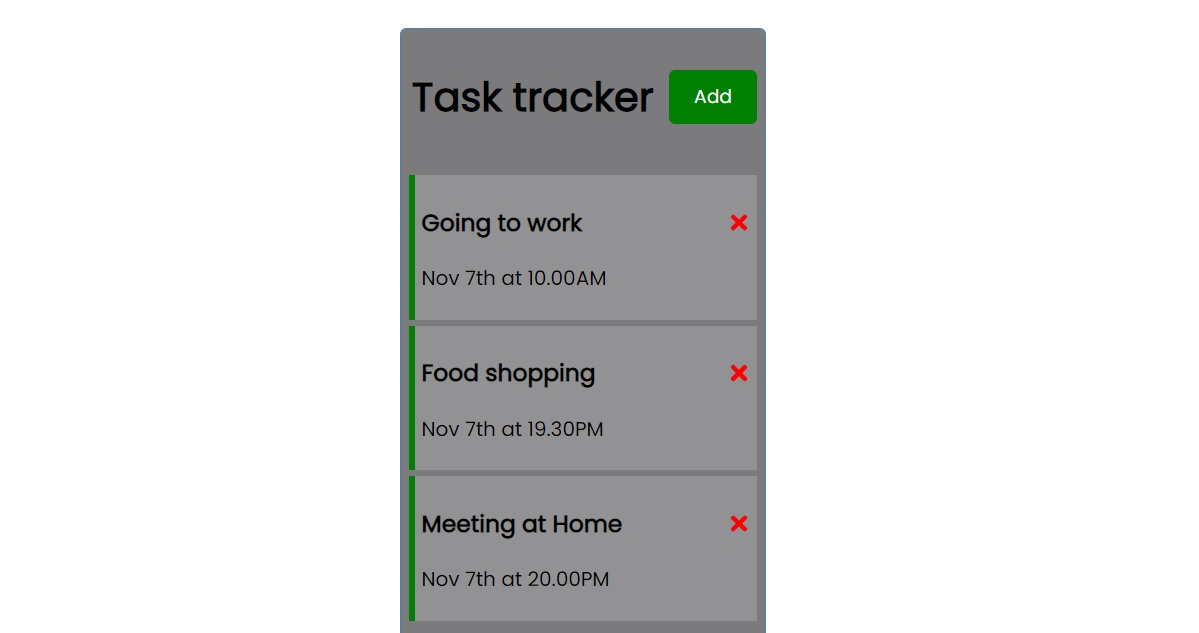 Task tracker
Add
Going to work
Nov 7th at 10.00AM
Food shopping
Nov 7th at 19.30PM
Meeting at Home
Nov 7th at 20.00PM